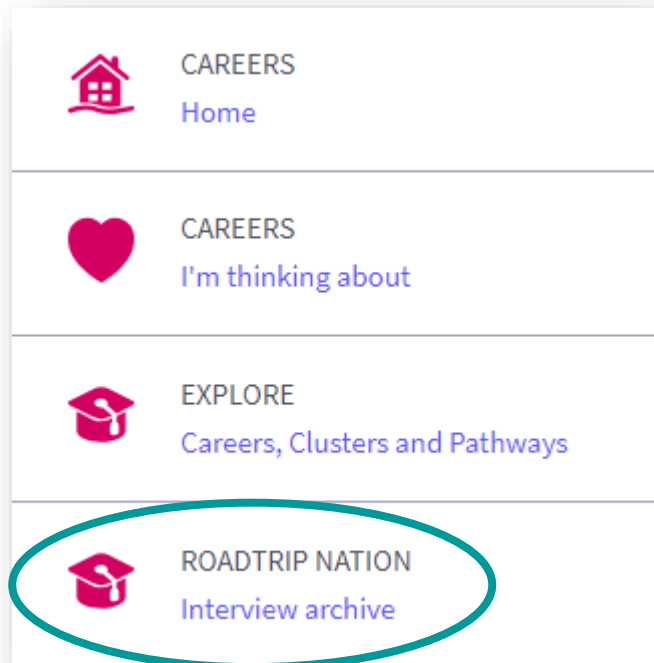 CAREERS
Home
CAREERS
I'm thinking about
EXPLORE
Careers, Clusters and Pathways
ROADTRIP NATION
Interview archive